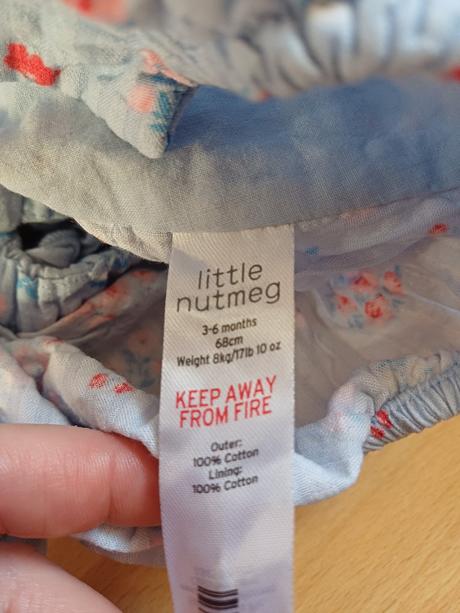 little
nutmeg
3-6 months
68cm
Weight 8kg/17lb 10 oz
KEEP AWAY
FROM FIRE
Outer:
100% Cotton
Lining:
100% Cotton